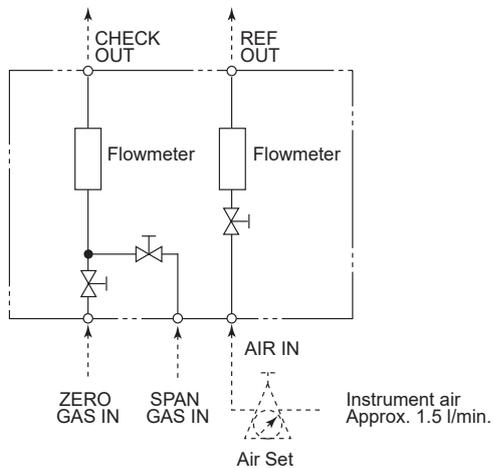 CHECK
OUT
REF
OUT
Flowmeter
Flowmeter
AIR IN
ZERO
GAS IN
SPAN
GAS IN
Instrument air
Approx. 1.5 l/min.
Air Set